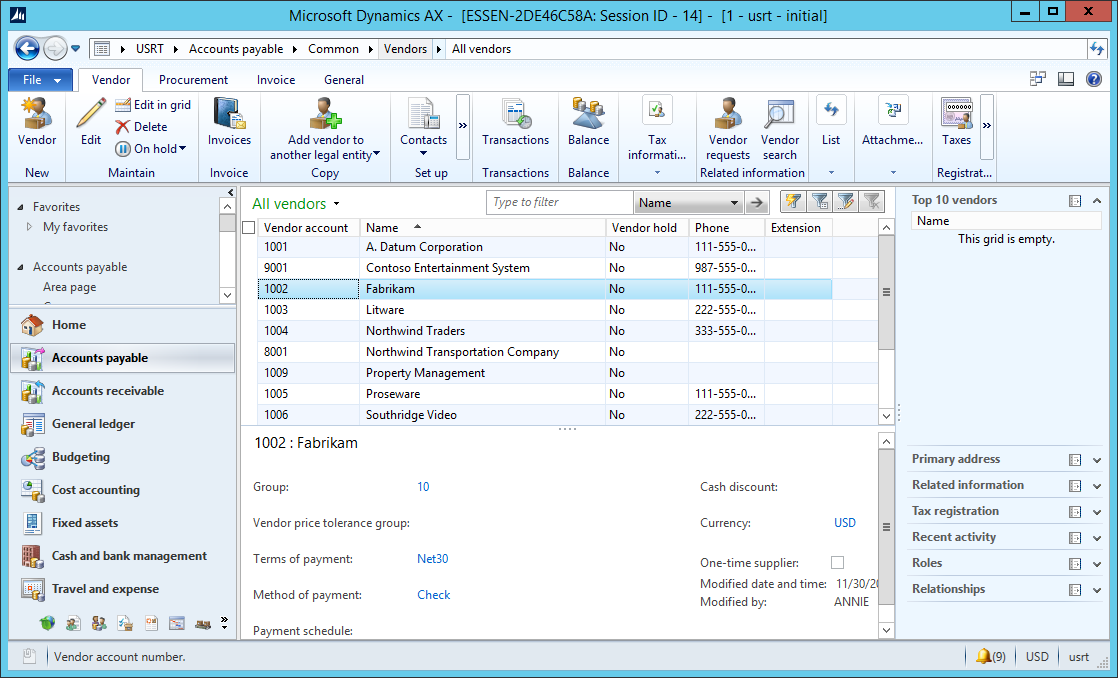 Microsoft Dynamics AX - [ESSEN-2DE46C58A: Session ID - 14] - [1 - usrt - initial]
USRT Accounts payable Common Vendors All vendors
File Vendor Procurement Invoice General
Vendor
New
Edit
Edit in grid
Delete
On hold
Maintain
Invoices
Invoice
Add vendor to
another legal entity
Copy
Contacts
Set up
Transactions
Transactions
Balance
Balance
Tax
informati...
Vendor
requests
Vendor
search
Related information
List
Attachme...
Taxes
Registrat...
Favorites
My favorites
Accounts payable
Area page
Home
Accounts payable
Accounts receivable
General ledger
Budgeting
Cost accounting
Fixed assets
Cash and bank management
Travel and expense
All vendors Type to filter Name
Vendor account Name Vendor hold Phone Extension
1001 A. Datum Corporation No 111-555-0...
9001 Contoso Entertainment System No 987-555-0...
1002 Fabrikam No 111-555-0...
1003 Litware No 222-555-0...
1004 Northwind Traders No 333-555-0...
8001 Northwind Transportation Company No
1009 Property Management No
1005 Proseware No 111-555-0...
1006 Southridge Video No 222-555-0...
1002 : Fabrikam
Group: 10 Cash discount:
Vendor price tolerance group: Currency: USD
Terms of payment: Net30 One-time supplier:
Modified date and time: 11/30/20
Method of payment: Check Modified by: ANNIE
Payment schedule:
Top 10 vendors
Name
This grid is empty.
Primary address
Related information
Tax registration
Recent activity
Roles
Relationships
Vendor account number. (9) USD usrt